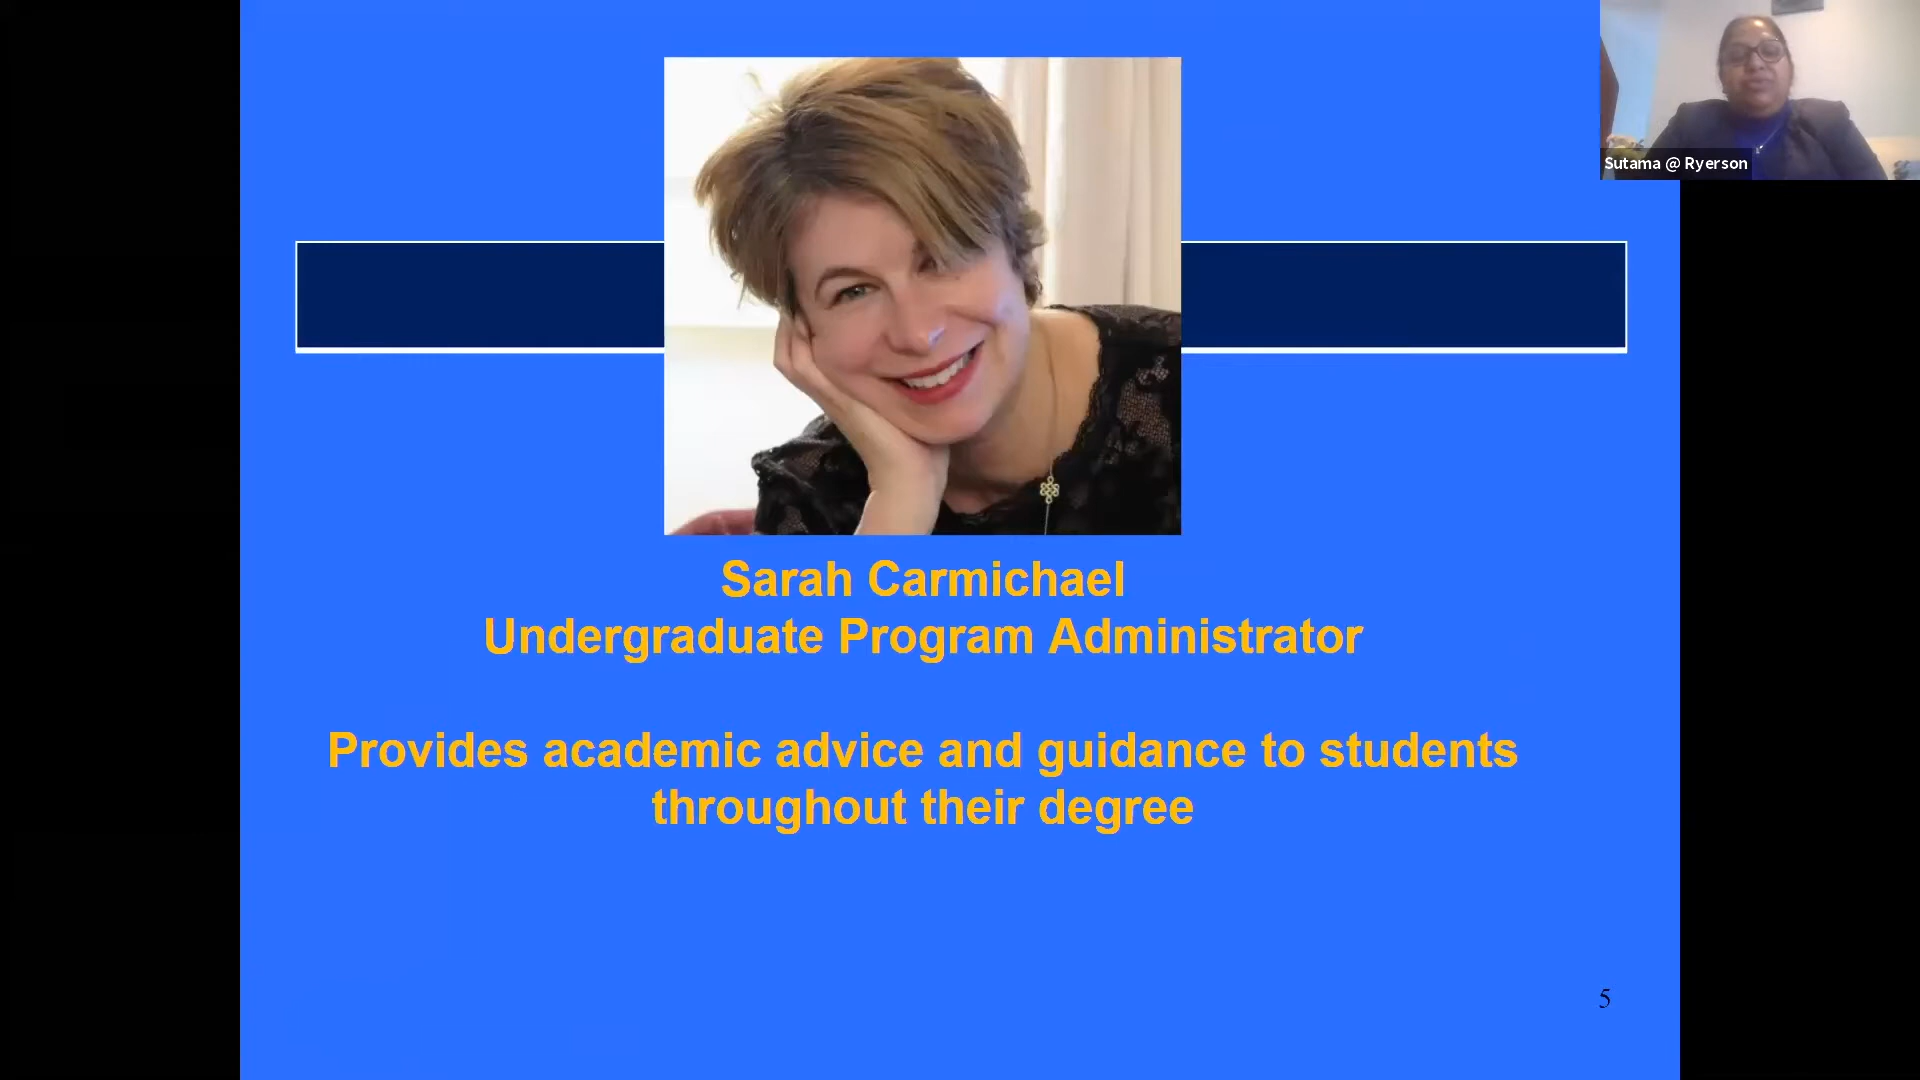 Sutama @ Ryerson
Sarah Carmichael
Undergraduate Program Administrator
Provides academic advice and guidance to students
throughout their degree
5